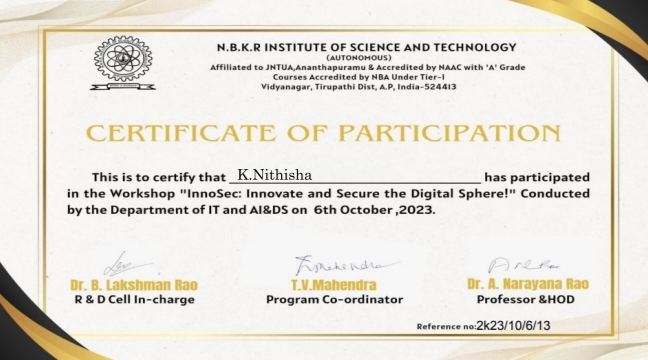 N.B.K.R INSTITUTE OF SCIENCE AND TECHNOLOGY
(AUTONOMOUS)
Affiliated to JNTUA,Ananthapuramu & Accredited by NAAC with 'A' Grade
Courses Accredited by NBA Under Tier-I
Vidyanagar, Tirupathi Dist, A.P, India-524413
CERTIFICATE OF PARTICIPATION
This is to certify that K.Nithisha has participated
in the Workshop "InnoSec: Innovate and Secure the Digital Sphere!" Conducted
by the Department of IT and AI&DS on 6th October ,2023.
Dr. B. Lakshman Rao
R & D Cell In-charge
T.V.Mahendra
Program Co-ordinator
Dr. A. Narayana Rao
Professor &HOD
Reference no:2k23/10/6/13